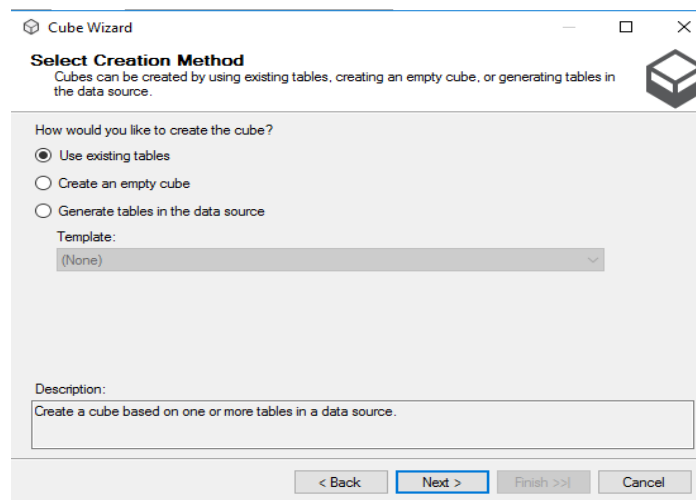 Cube Wizard
Select Creation Method
Cubes can be created by using existing tables, creating an empty cube, or generating tables in
the data source.
How would you like to create the cube?
Use existing tables
Create an empty cube
Generate tables in the data source
Template:
(None)
Description:
Create a cube based on one or more tables in a data source.
< Back Next > Finish >>| Cancel